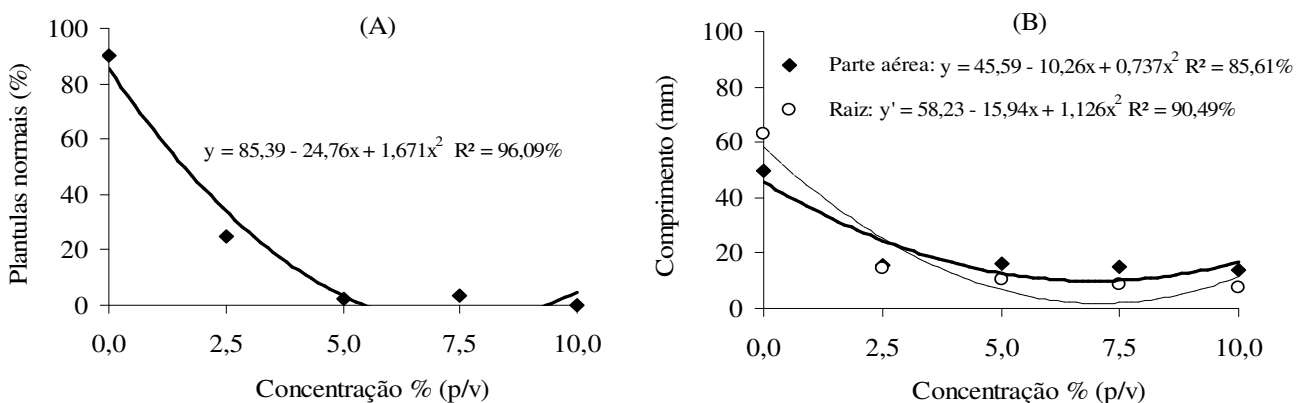 (A)
Plantulas normais (%)
100
80
60
40
20
0
y = 85,39 - 24,76x + 1,671x² R² = 96,09%
0,0 2,5 5,0 7,5 10,0
Concentração % (p/v)
(B)
Comprimento (mm)
100
80
60
40
20
0
Parte aérea: y = 45,59 - 10,26x + 0,737x² R² = 85,61%
Raiz: y' = 58,23 - 15,94x + 1,126x² R² = 90,49%
0,0 2,5 5,0 7,5 10,0
Concentração % (p/v)